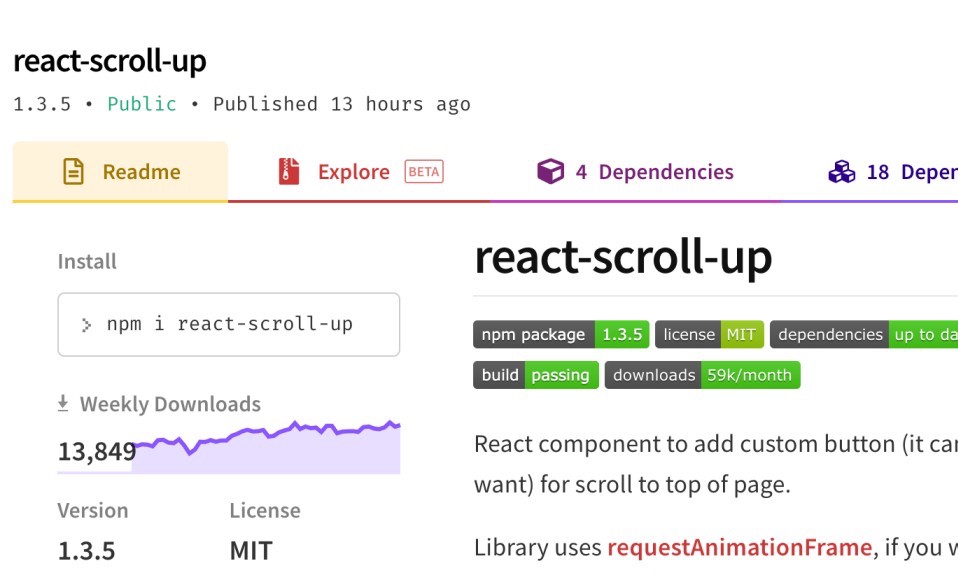 react-scroll-up
1.3.5 • Public • Published 13 hours ago
Readme
Explore BETA
4 Dependencies
18
Install
> npm i react-scroll-up
Weekly Downloads
13,849
Version
License
1.3.5
MIT
react-scroll-up
npm package 1.3.5 license MIT dependencies up to
build passing downloads 59k/month
React component to add custom button (it
want) for scroll to top of page.
Library uses requestAnimationFrame, if you